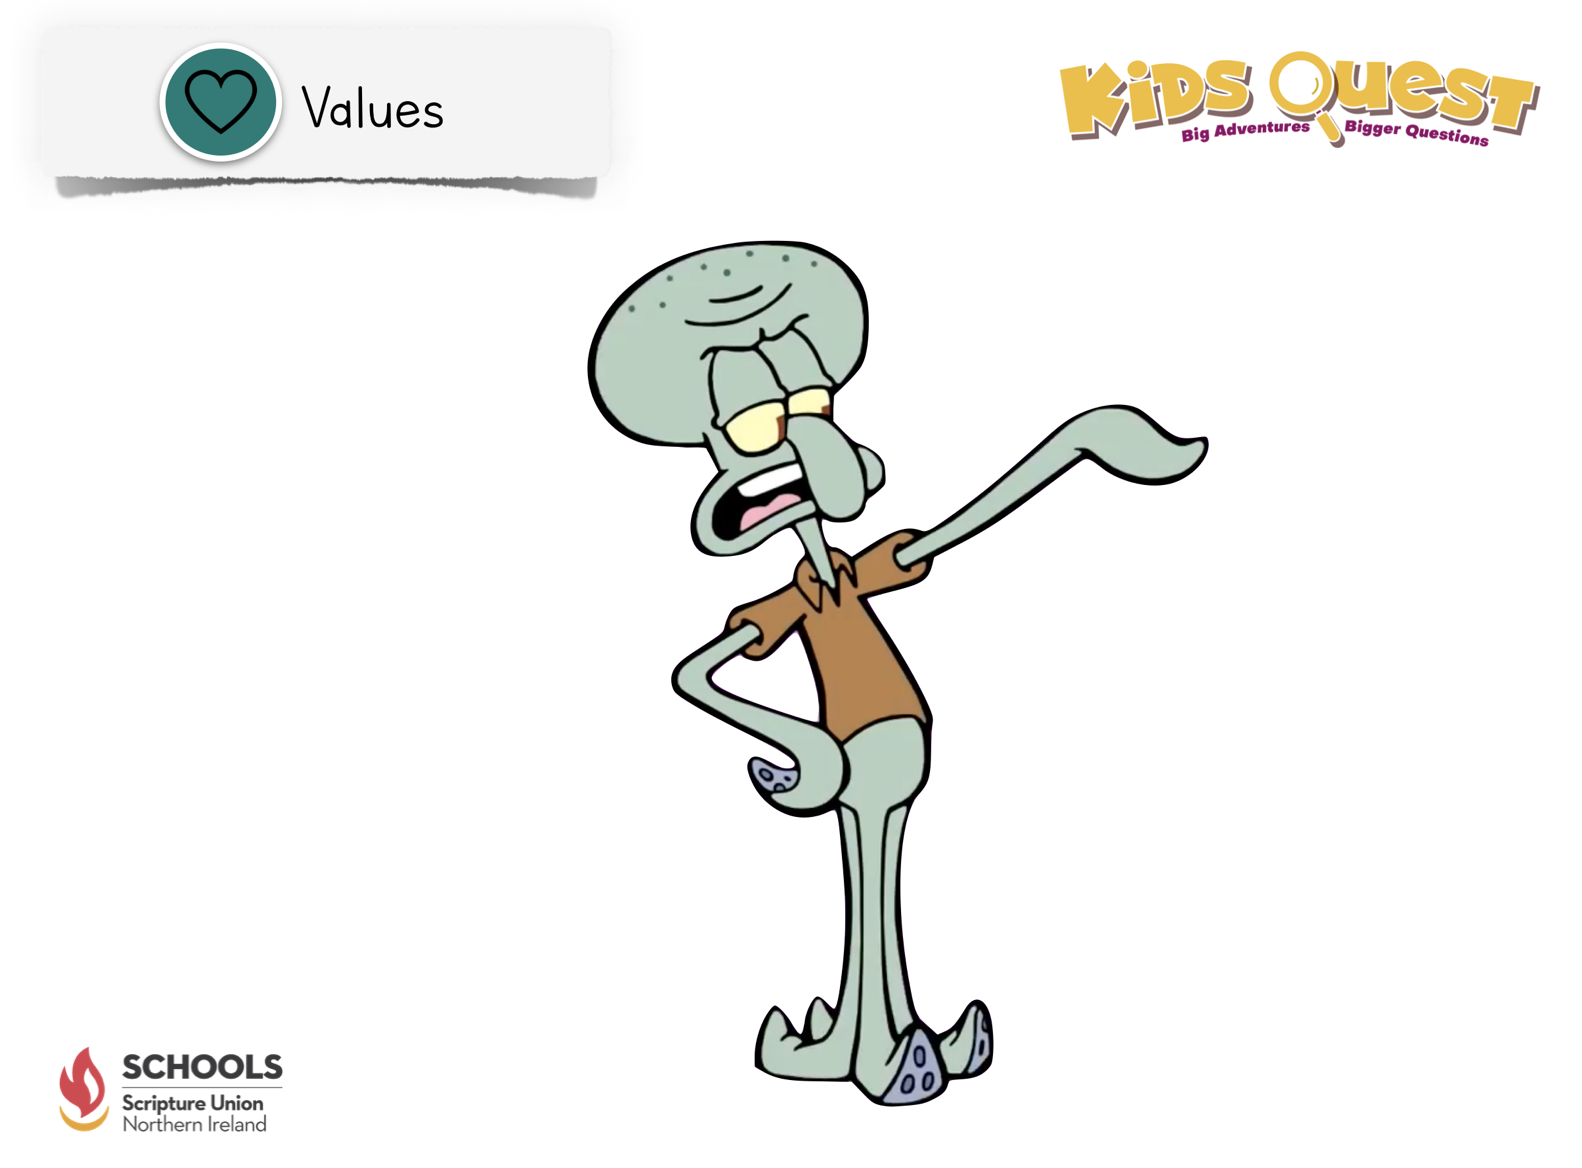 Values
KiDS QUEST
Big Adventures Bigger Questions
SCHOOLS
Scripture Union
Northern Ireland